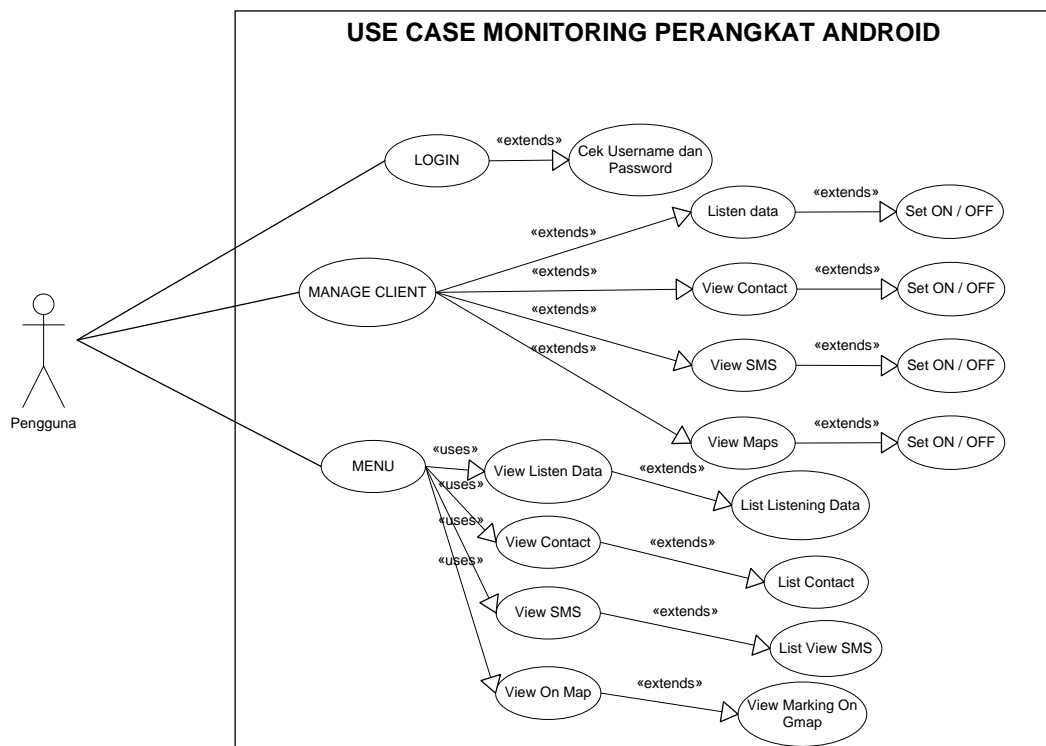 USE CASE MONITORING PERANGKAT ANDROID
«extends»
LOGIN
Cek Username dan
Password
«extends»
Listen data
Set ON / OFF
«extends»
MANAGE CLIENT
«extends»
«extends»
View Contact
Set ON / OFF
«extends»
«extends»
View SMS
Set ON / OFF
«extends»
«extends»
View Maps
Set ON / OFF
Pengguna
MENU
«uses»
View Listen Data
«extends»
List Listening Data
«uses»
View Contact
«extends»
List Contact
«uses»
View SMS
«extends»
List View SMS
«uses»
View On Map
«extends»
View Marking On
Gmap